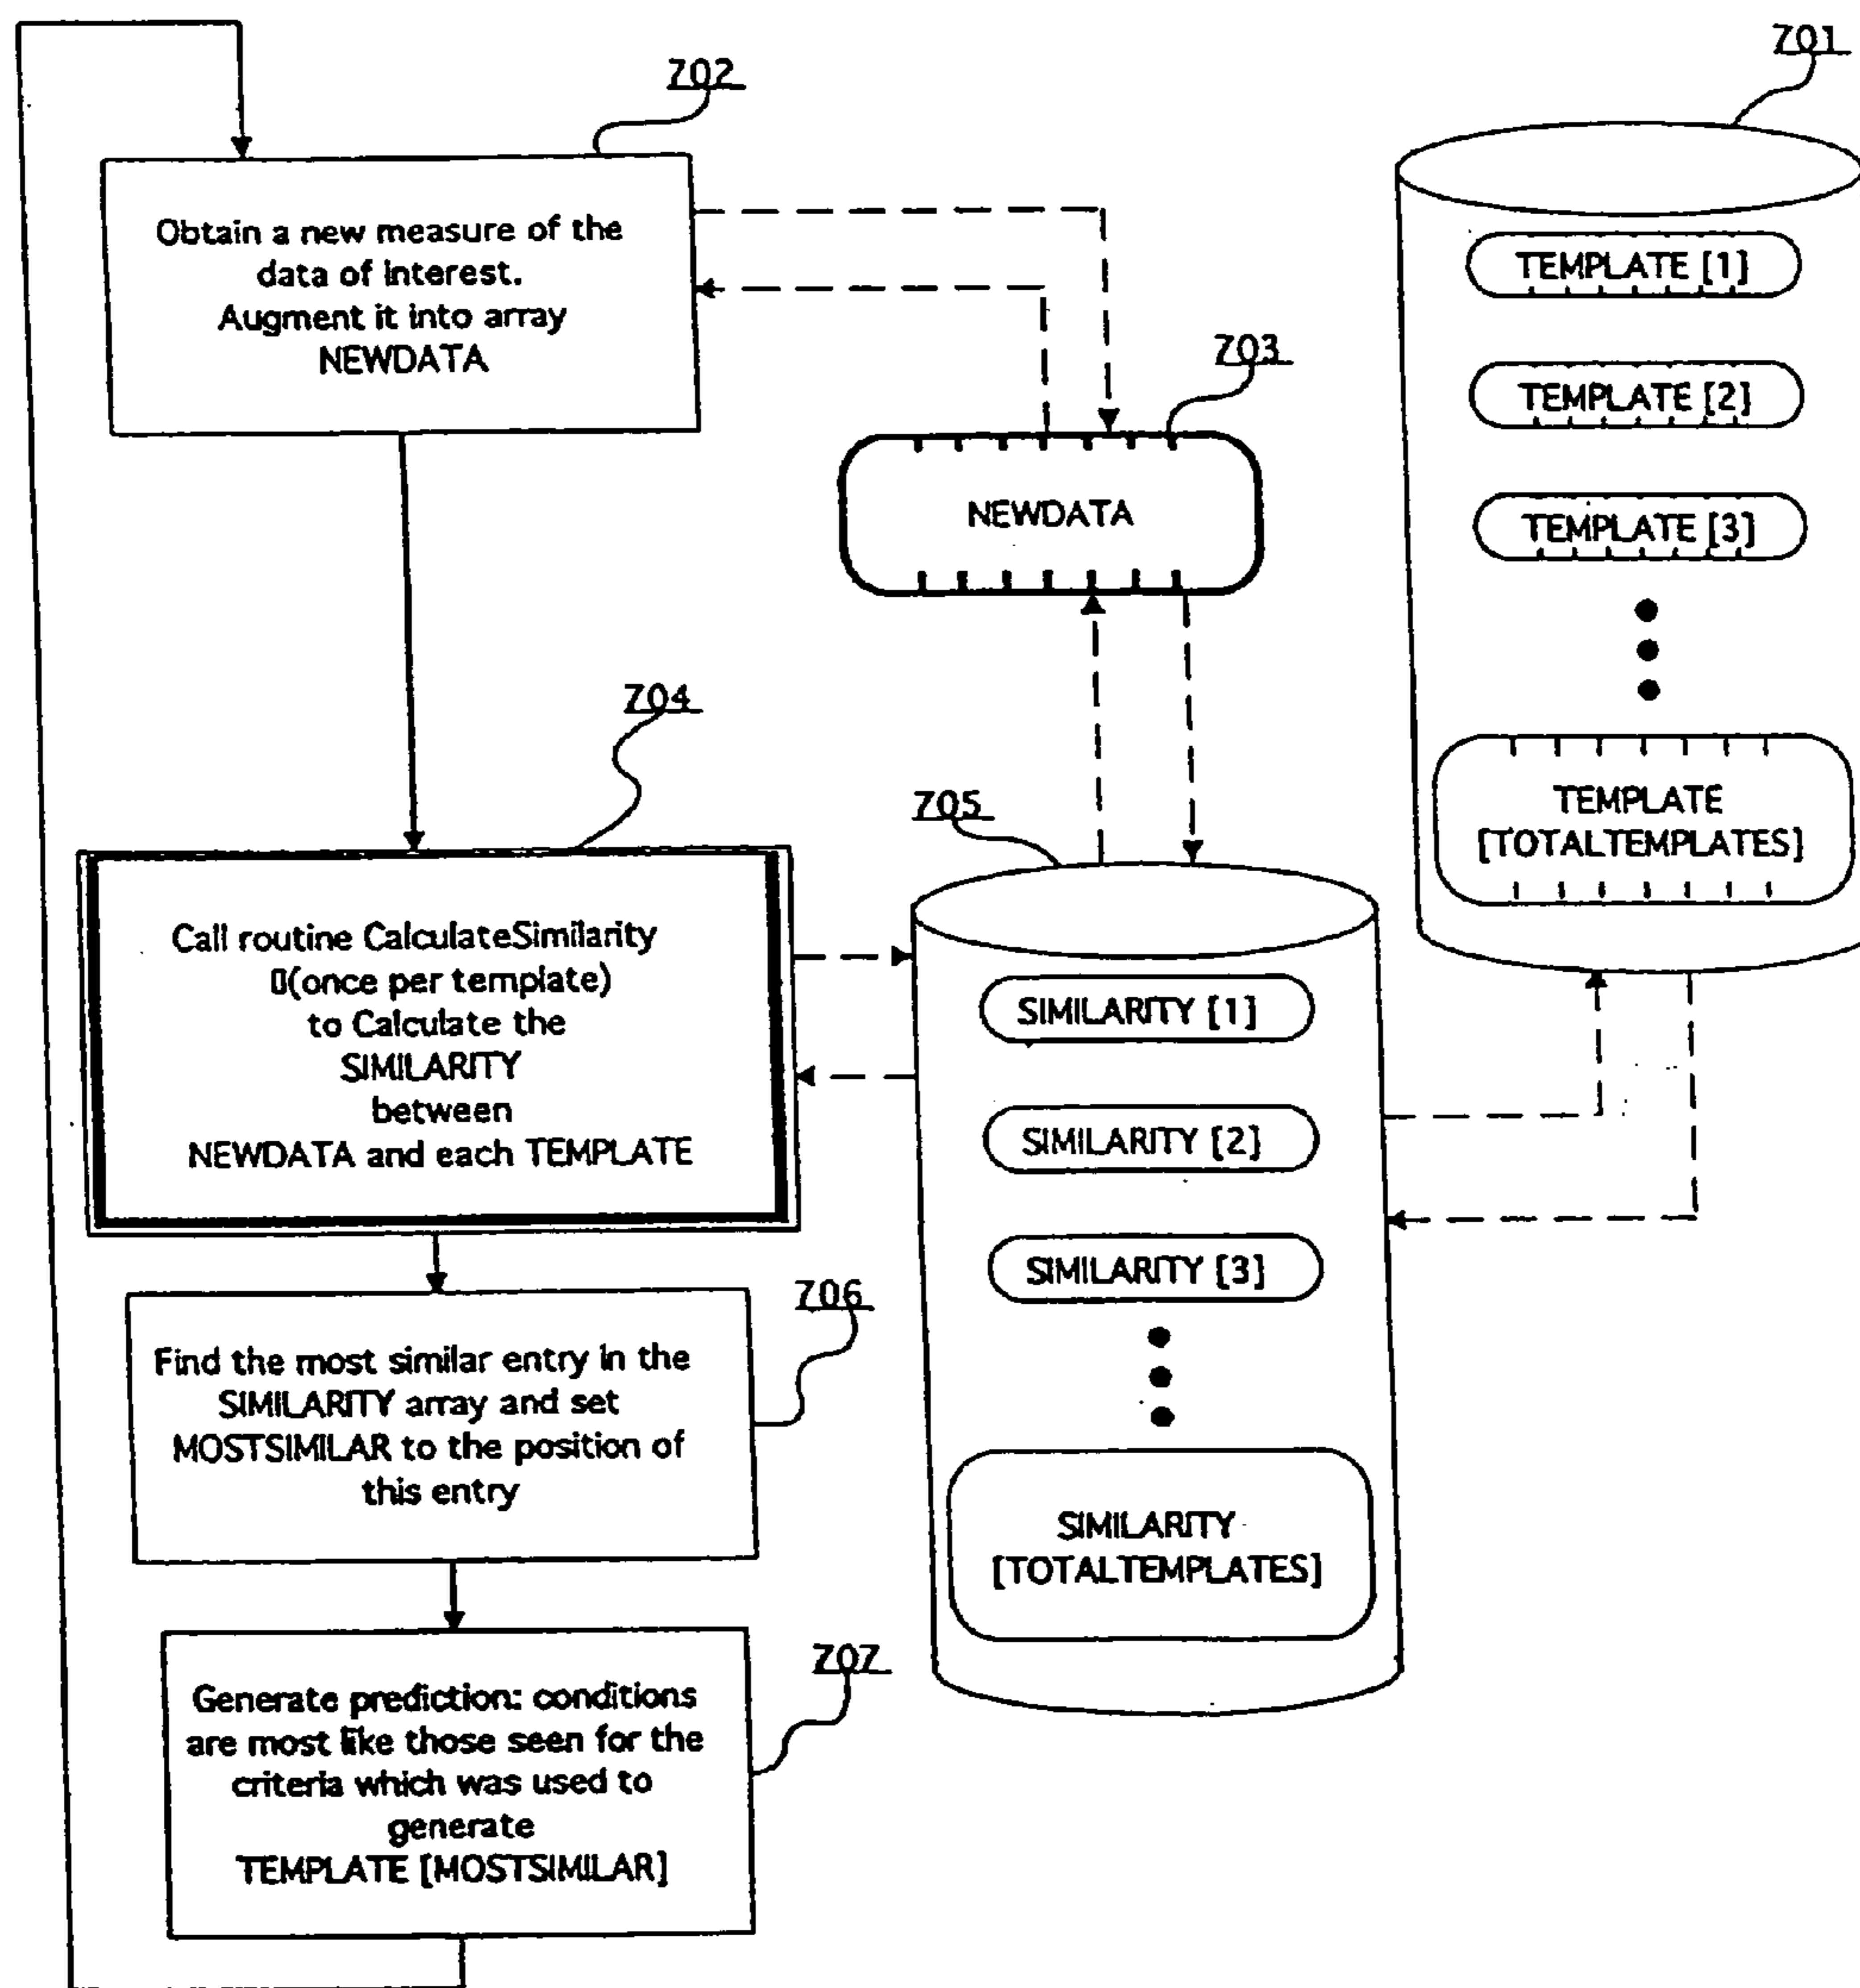 702
Obtain a new measure of the
data of interest.
Augment it into array
NEWDATA
701
TEMPLATE [1]
TEMPLATE [2]
TEMPLATE [3]
TEMPLATE
[TOTALTEMPLATES]
703
NEWDATA
704
Call routine CalculateSimilarity
▯(once per template)
to Calculate the
SIMILARITY
between
NEWDATA and each TEMPLATE
705
SIMILARITY [1]
SIMILARITY [2]
SIMILARITY [3]
SIMILARITY
[TOTALTEMPLATES]
706
Find the most similar entry in the
SIMILARITY array and set
MOSTSIMILAR to the position of
this entry
707
Generate prediction: conditions
are most like those seen for the
criteria which was used to
generate
TEMPLATE [MOSTSIMILAR]